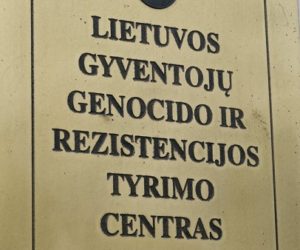 LIETUVOS
GYVENTOJŲ
GENOCIDO IR
REZISTENCIJOS
TYRIMO
CENTRAS